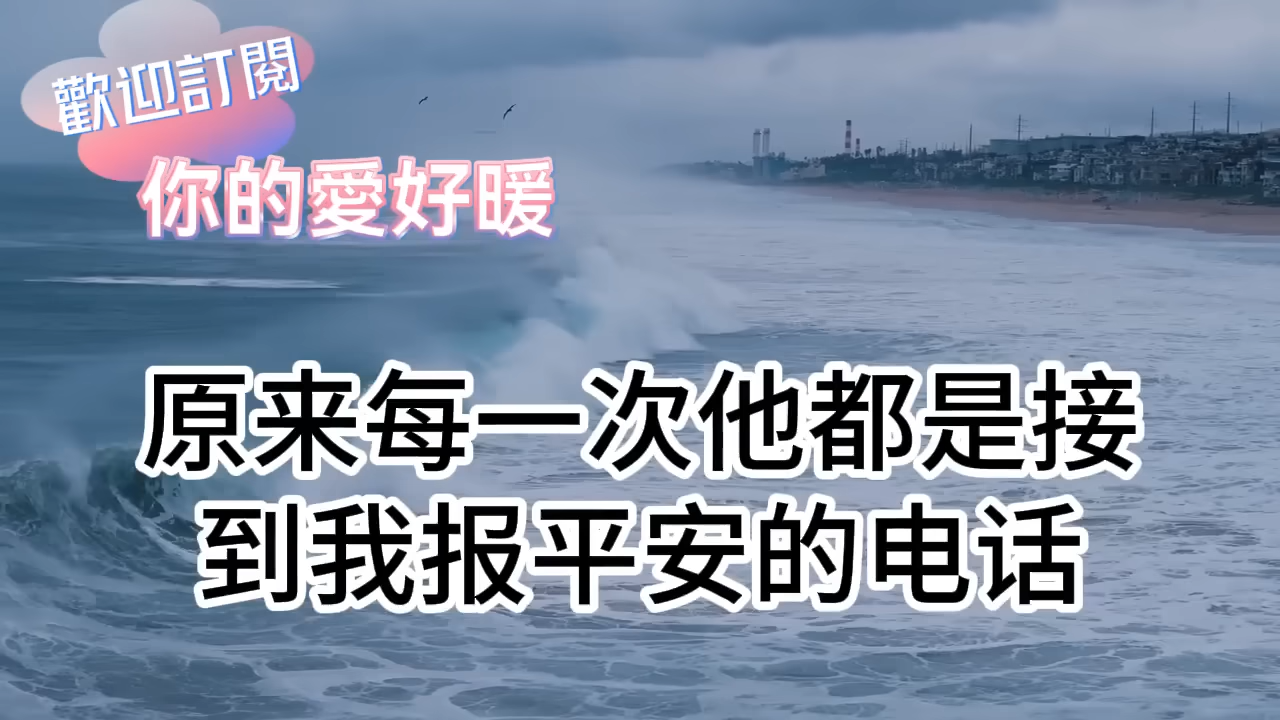 歡迎訂閱
你的愛好暖
原来每一次他都是接
到我报平安的电话